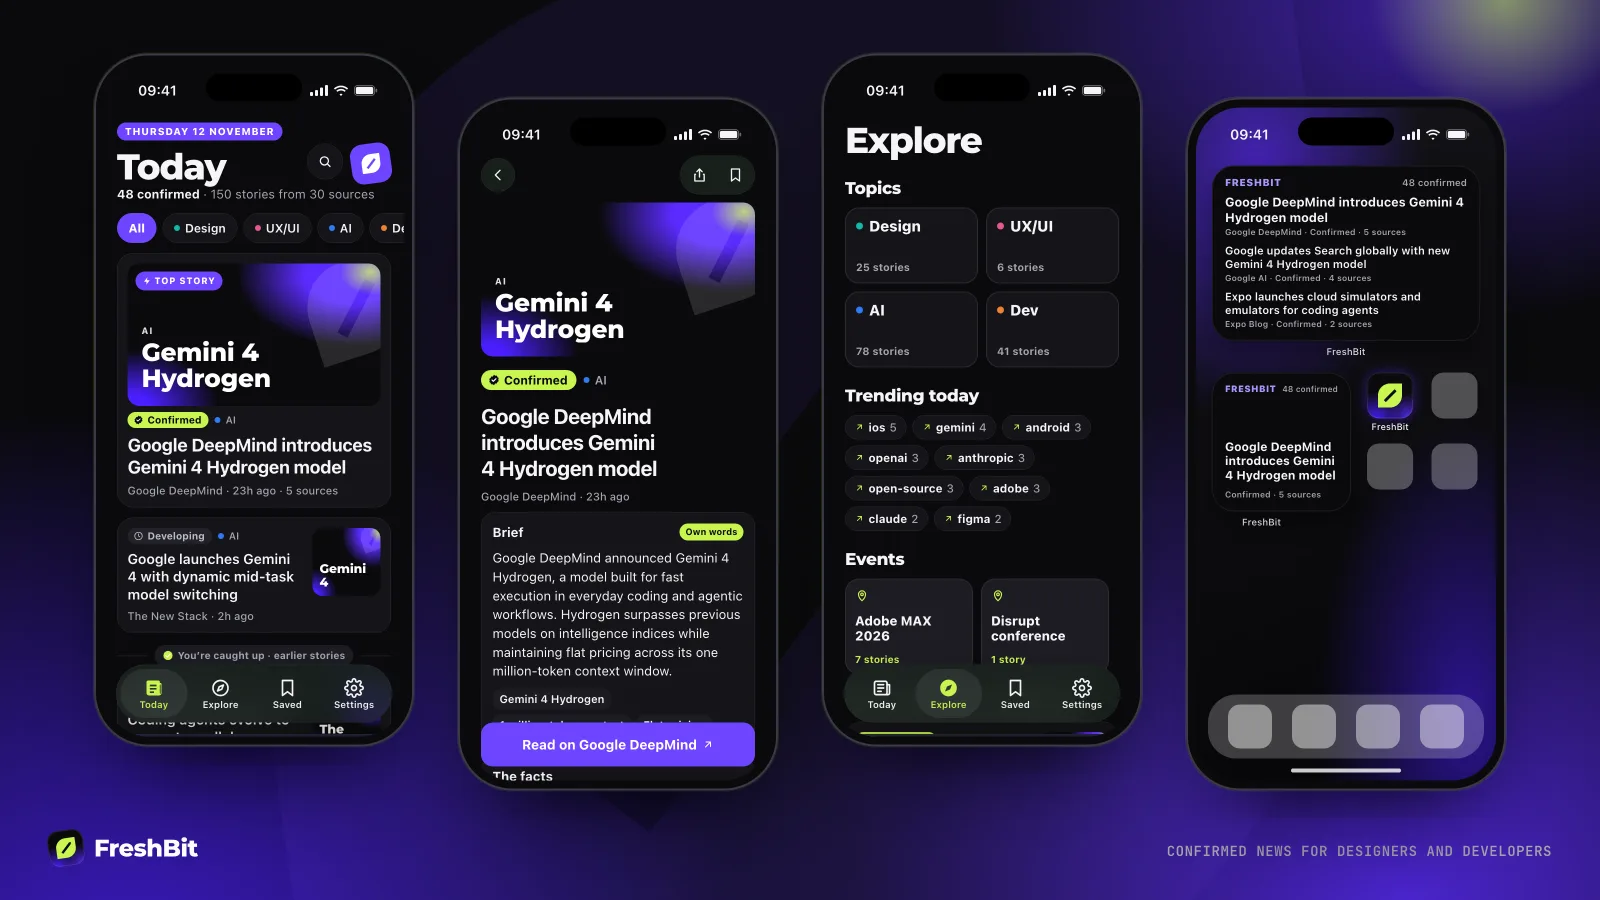 09:41
THURSDAY 12 NOVEMBER
Today
48 confirmed · 150 stories from 30 sources
All
Design
UX/UI
AI
De
TOP STORY
AI
Gemini 4
Hydrogen
Confirmed
AI
Google DeepMind introduces
Gemini 4 Hydrogen model
Google DeepMind · 23h ago · 5 sources
Developing
AI
Google launches Gemini
4 with dynamic mid-task
model switching
The New Stack · 2h ago
Gemini
4
You're caught up · earlier stories
Today
Explore
Saved
Settings
The
09:41
AI
Gemini 4
Hydrogen
Confirmed
AI
Google DeepMind
introduces Gemini
4 Hydrogen model
Google DeepMind · 23h ago
Brief
Own words
Google DeepMind announced Gemini 4
Hydrogen, a model built for fast
execution in everyday coding and agentic
workflows. Hydrogen surpasses previous
models on intelligence indices while
maintaining flat pricing across its one
million-token context window.
Gemini 4 Hydrogen
Read on Google DeepMind
The facts
09:41
Explore
Topics
Design
25 stories
UX/UI
6 stories
AI
78 stories
Dev
41 stories
Trending today
ios 5
gemini 4
android 3
openai 3
anthropic 3
open-source 3
adobe 3
claude 2
figma 2
Events
Adobe MAX
2026
7 stories
Disrupt
conference
1 story
Today
Explore
Saved
Settings
09:41
FRESHBIT
48 confirmed
Google DeepMind introduces Gemini 4
Hydrogen model
Google DeepMind · Confirmed · 5 sources
Google updates Search globally with new
Gemini 4 Hydrogen model
Google AI · Confirmed · 4 sources
Expo launches cloud simulators and
emulators for coding agents
Expo Blog · Confirmed · 2 sources
FreshBit
FRESHBIT
48 confirmed
Google DeepMind
introduces Gemini
4 Hydrogen model
Confirmed · 5 sources
FreshBit
FreshBit
FreshBit
CONFIRMED NEWS FOR DESIGNERS AND DEVELOPERS